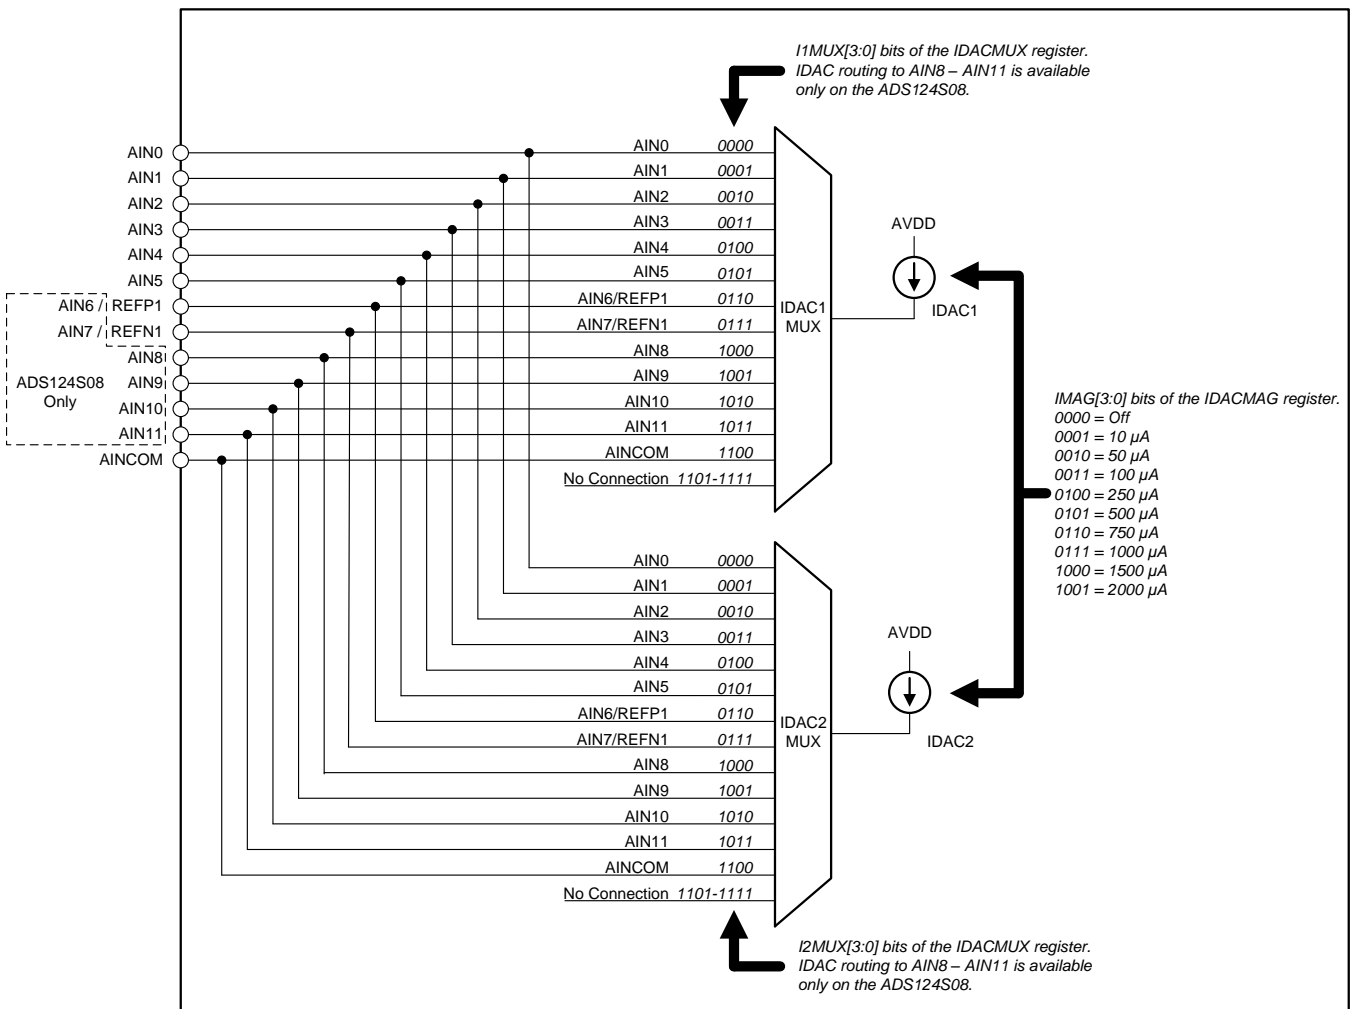 I1MUX[3:0] bits of the IDACMUX register.
IDAC routing to AIN8 – AIN11 is available
only on the ADS124S08.
AIN0
AIN1
AIN2
AIN3
AIN4
AIN5
AIN6 / REFP1
AIN7 / REFN1
AIN8
AIN9
AIN10
AIN11
AINCOM
ADS124S08
Only
AIN0 0000
AIN1 0001
AIN2 0010
AIN3 0011
AIN4 0100
AIN5 0101
AIN6/REFP1 0110
AIN7/REFN1 0111
AIN8 1000
AIN9 1001
AIN10 1010
AIN11 1011
AINCOM 1100
No Connection 1101-1111
IDAC1
MUX
AVDD
IDAC1
IMAG[3:0] bits of the IDACMAG register.
0000 = Off
0001 = 10 µA
0010 = 50 µA
0011 = 100 µA
0100 = 250 µA
0101 = 500 µA
0110 = 750 µA
0111 = 1000 µA
1000 = 1500 µA
1001 = 2000 µA
AIN0 0000
AIN1 0001
AIN2 0010
AIN3 0011
AIN4 0100
AIN5 0101
AIN6/REFP1 0110
AIN7/REFN1 0111
AIN8 1000
AIN9 1001
AIN10 1010
AIN11 1011
AINCOM 1100
No Connection 1101-1111
IDAC2
MUX
AVDD
IDAC2
I2MUX[3:0] bits of the IDACMUX register.
IDAC routing to AIN8 – AIN11 is available
only on the ADS124S08.